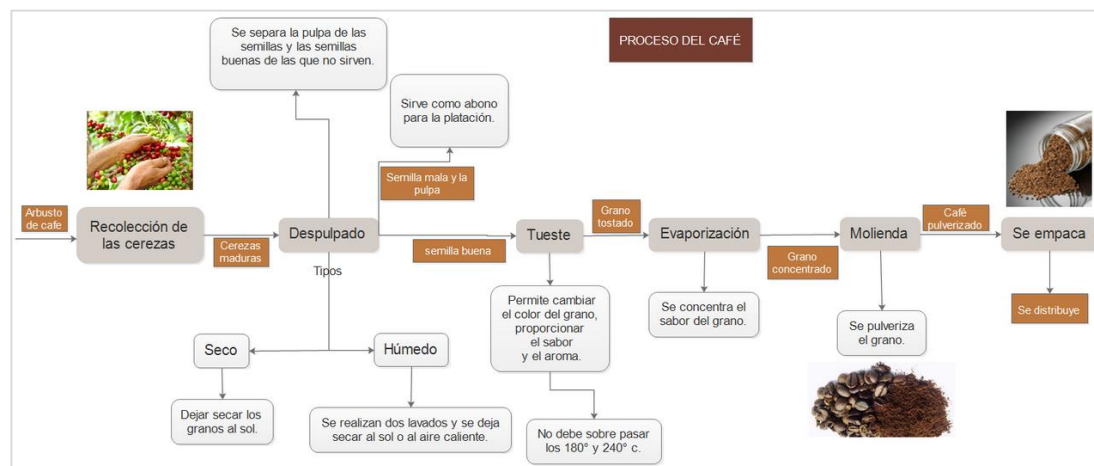 PROCESO DEL CAFÉ
Se separa la pulpa de las
semillas y las semillas
buenas de las que no sirven.
Sirve como abono
para la platación.
Semilla mala y la
pulpa
Arbusto
de cafe
Recolección de
las cerezas
Cerezas
maduras
Despulpado
semilla buena
Tueste
Grano
tostado
Evaporización
Grano
concentrado
Molienda
Café
pulverizado
Se empaca
Se distribuye
Tipos
Seco
Húmedo
Dejar secar los
granos al sol.
Se realizan dos lavados y se deja
secar al sol o al aire caliente.
Permite cambiar
el color del grano,
proporcionar
el sabor
y el aroma.
No debe sobre pasar
los 180° y 240° c.
Se concentra el
sabor del grano.
Se pulveriza
el grano.